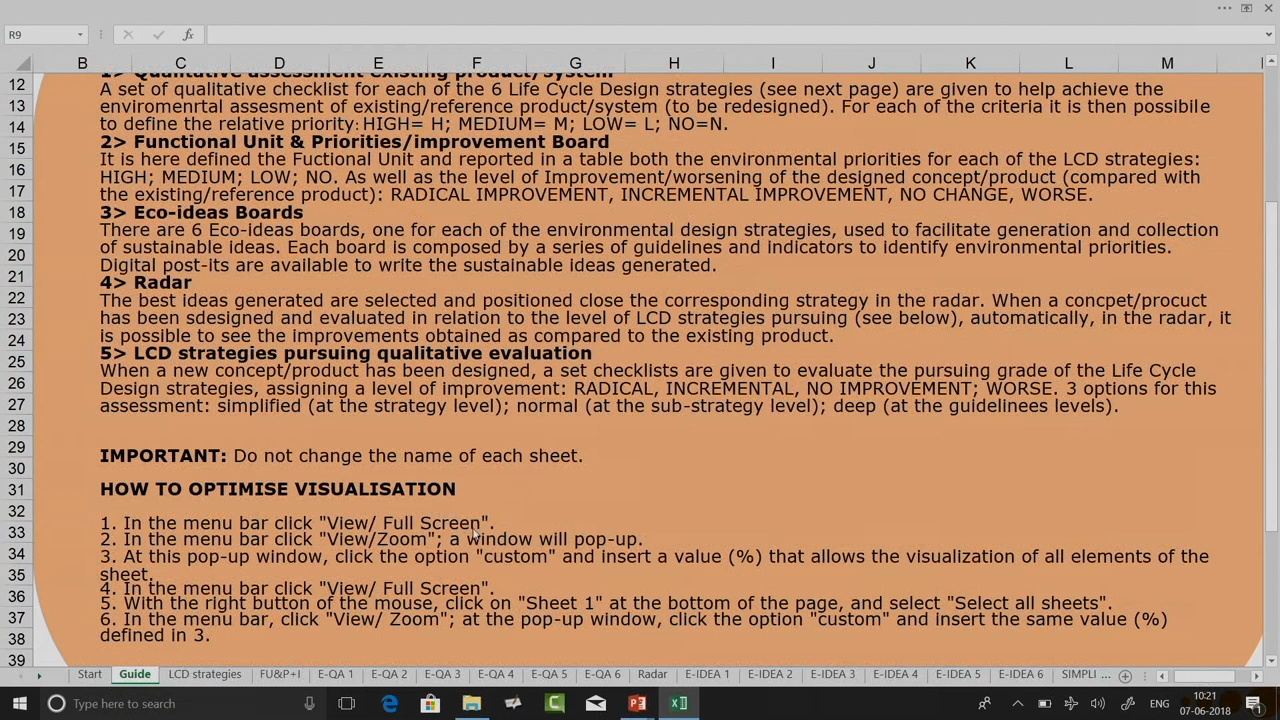 R9
fx
B C D E F G H I J K L M
12
13
14
15
16
17
18
19
20
21
22
23
24
25
26
27
28
29
30
31
32
33
34
35
36
37
38
39
1> Qualitative assessment existing product/system
A set of qualitative checklist for each of the 6 Life Cycle Design strategies (see next page) are given to help achieve the
enviromenrtal assesment of existing/reference product/system (to be redesigned). For each of the criteria it is then possibile
to define the relative priority: HIGH= H; MEDIUM= M; LOW= L; NO=N.
2> Functional Unit & Priorities/improvement Board
It is here defined the Fuctional Unit and reported in a table both the environmental priorities for each of the LCD strategies:
HIGH; MEDIUM; LOW; NO. As well as the level of Improvement/worsening of the designed concept/product (compared with
the existing/reference product): RADICAL IMPROVEMENT, INCREMENTAL IMPROVEMENT, NO CHANGE, WORSE.
3> Eco-ideas Boards
There are 6 Eco-ideas boards, one for each of the environmental design strategies, used to facilitate generation and collection
of sustainable ideas. Each board is composed by a series of guidelines and indicators to identify environmental priorities.
Digital post-its are available to write the sustainable ideas generated.
4> Radar
The best ideas generated are selected and positioned close the corresponding strategy in the radar. When a concpet/procuct
has been sdesigned and evaluated in relation to the level of LCD strategies pursuing (see below), automatically, in the radar, it
is possible to see the improvements obtained as compared to the existing product.
5> LCD strategies pursuing qualitative evaluation
When a new concept/product has been designed, a set checklists are given to evaluate the pursuing grade of the Life Cycle
Design strategies, assigning a level of improvement: RADICAL, INCREMENTAL, NO IMPROVEMENT; WORSE. 3 options for this
assessment: simplified (at the strategy level); normal (at the sub-strategy level); deep (at the guidelinees levels).
IMPORTANT: Do not change the name of each sheet.
HOW TO OPTIMISE VISUALISATION
1. In the menu bar click "View/ Full Screen".
2. In the menu bar click "View/Zoom"; a window will pop-up.
3. At this pop-up window, click the option "custom" and insert a value (%) that allows the visualization of all elements of the
sheet.
4. In the menu bar click "View/ Full Screen".
5. With the right button of the mouse, click on "Sheet 1" at the bottom of the page, and select "Select all sheets".
6. In the menu bar, click "View/ Zoom"; at the pop-up window, click the option "custom" and insert the same value (%)
defined in 3.
Start Guide LCD strategies FU&P+I E-QA 1 E-QA 2 E-QA 3 E-QA 4 E-QA 5 E-QA 6 Radar E-IDEA 1 E-IDEA 2 E-IDEA 3 E-IDEA 4 E-IDEA 5 E-IDEA 6 SIMPLI ...
Type here to search
ENG
10:21
07-06-2018